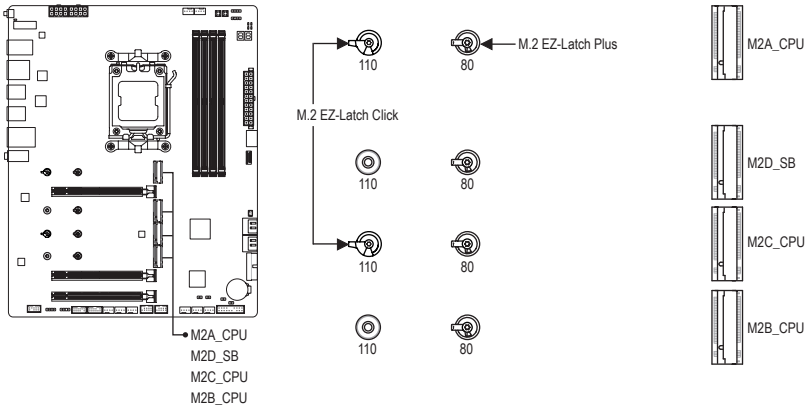 110
80
M.2 EZ-Latch Plus
M2A_CPU
M.2 EZ-Latch Click
110
80
M2D_SB
110
80
M2C_CPU
110
80
M2B_CPU
M2A_CPU
M2D_SB
M2C_CPU
M2B_CPU